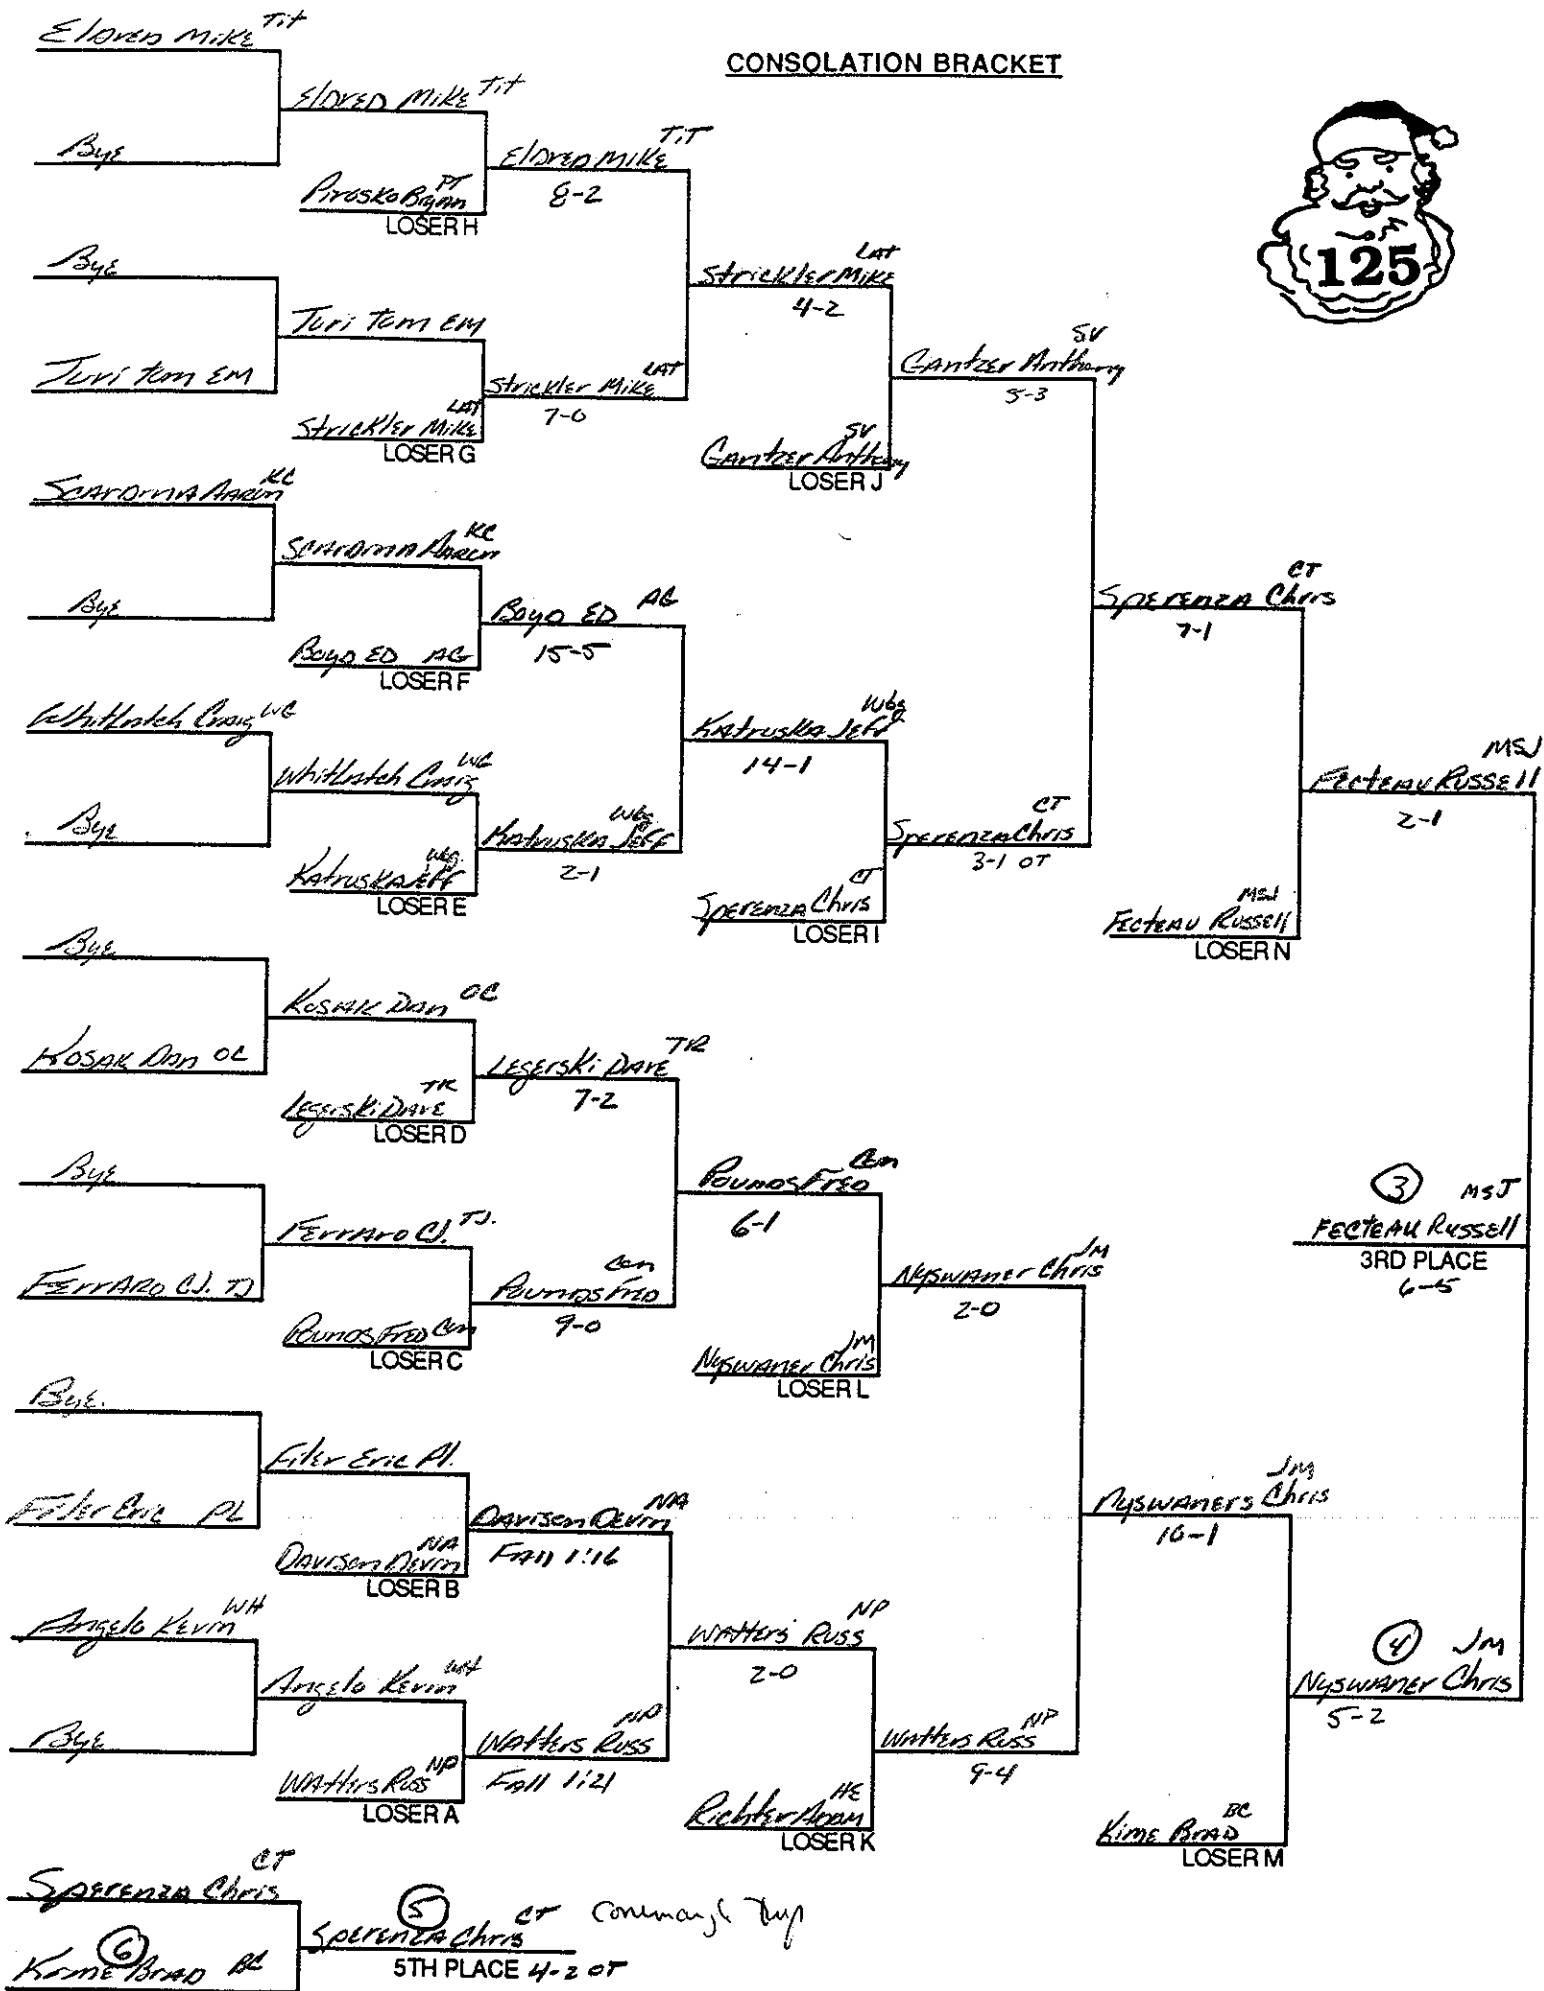 CONSOLATION BRACKET
125
Eldred Mike Tit
Bye
Eldred Mike Tit
Pirosko Bryan PT
LOSER H
Eldred Mike TIT
8-2
Bye
Juri Tom EM
Juri Tom EM
Strickler Mike LAT
LOSER G
Strickler Mike LAT
7-0
Strickler Mike LAT
4-2
Gantzer Anthony SV
LOSER J
Gantzer Anthony SV
5-3
Aaron KC
Bye
Aaron KC
Boyd ED AG
LOSER F
Boyd ED AG
15-5
Whitlatch Craig WG
Bye
Whitlatch Craig WG
Katruska Jeff Wbg.
LOSER E
Katruska Jeff Wbg
2-1
Katruska Jeff Wbg.
14-1
Sperenza Chris CT
LOSER I
Sperenza Chris CT
3-1 OT
Sperenza Chris CT
7-1
Fecteau Russell MSJ
LOSER N
Fecteau Russell MSJ
2-1
Bye
Kosak Dan OC
Kosak Dan OC
Legerski Dave TR
LOSER D
Legerski Dave TR
7-2
Bye
Ferraro CJ. TJ
Ferraro CJ. TJ.
Pounds Fred Cen
LOSER C
Pounds Fred Cen
9-0
Pounds Fred Cen
6-1
Nyswaner Chris JM
LOSER L
Nyswaner Chris JM
2-0
3 MSJ
Fecteau Russell
3RD PLACE
6-5
Bye.
Filer Eric PL
Filer Eric Pl.
Davison Devin NA
LOSER B
Davison Devin NA
Fall 1:16
Angelo Kevin WH
Bye
Angelo Kevin WH
Watters Russ NP
LOSER A
Watters Russ NP
Fall 1:21
Watters Russ NP
2-0
Richter Adam HE
LOSER K
Watters Russ NP
9-4
Nyswaners Chris JM
10-1
Kime Brad BC
LOSER M
4 JM
Nyswaner Chris
5-2
Sperenza Chris CT
6
Kime Brad BC
5
Sperenza Chris CT
5TH PLACE 4-2 OT